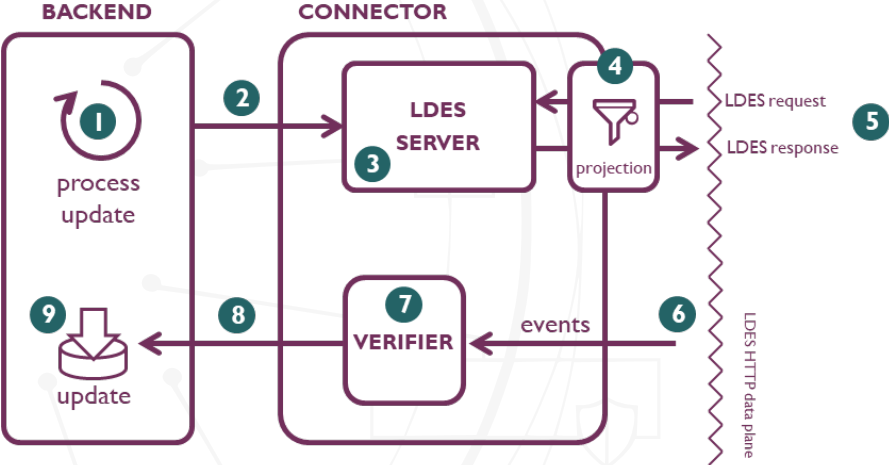 BACKEND
CONNECTOR
1
process
update
2
LDES
SERVER
3
4
projection
LDES request
LDES response
5
9
update
8
7
VERIFIER
events
6
LDES HTTP data plane